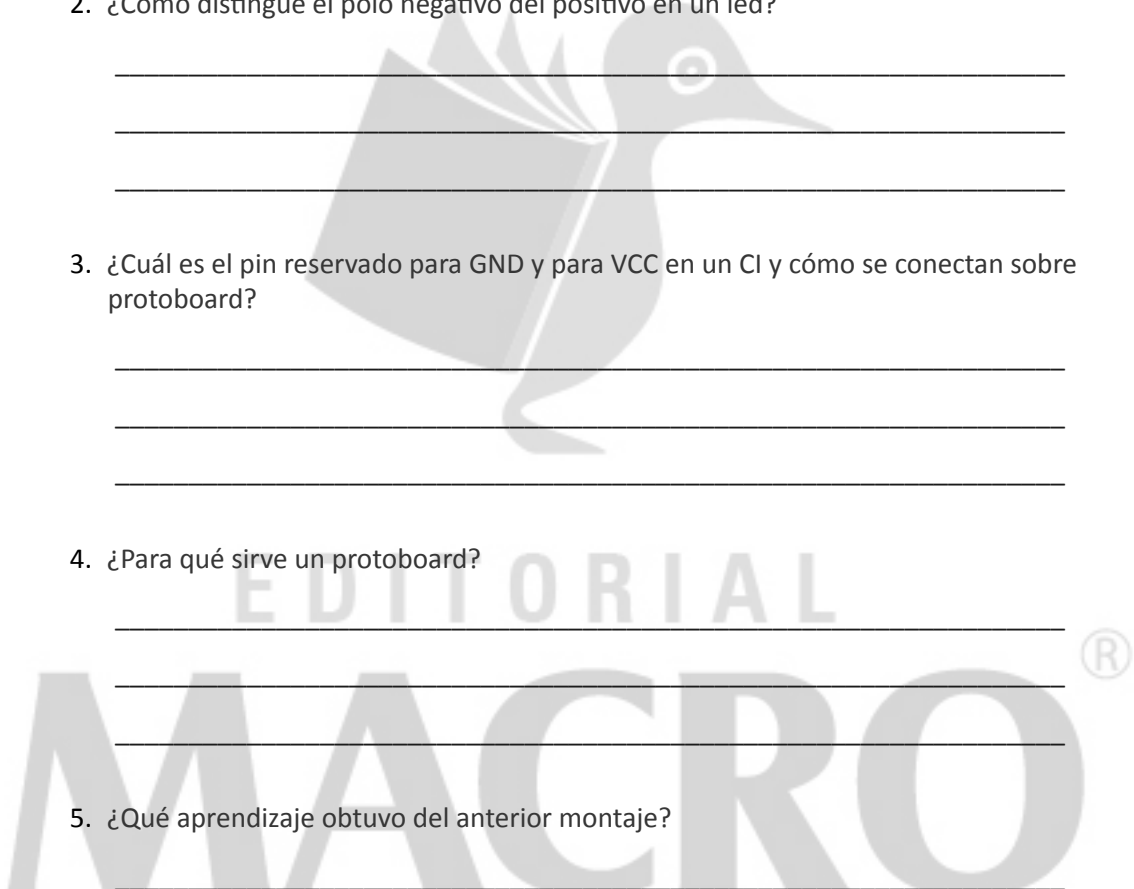 2. ¿Cómo distingue el polo negativo del positivo en un led?
3. ¿Cuál es el pin reservado para GND y para VCC en un CI y cómo se conectan sobre
protoboard?
4. ¿Para qué sirve un protoboard?
EDITORIAL
MACRO®
5. ¿Qué aprendizaje obtuvo del anterior montaje?